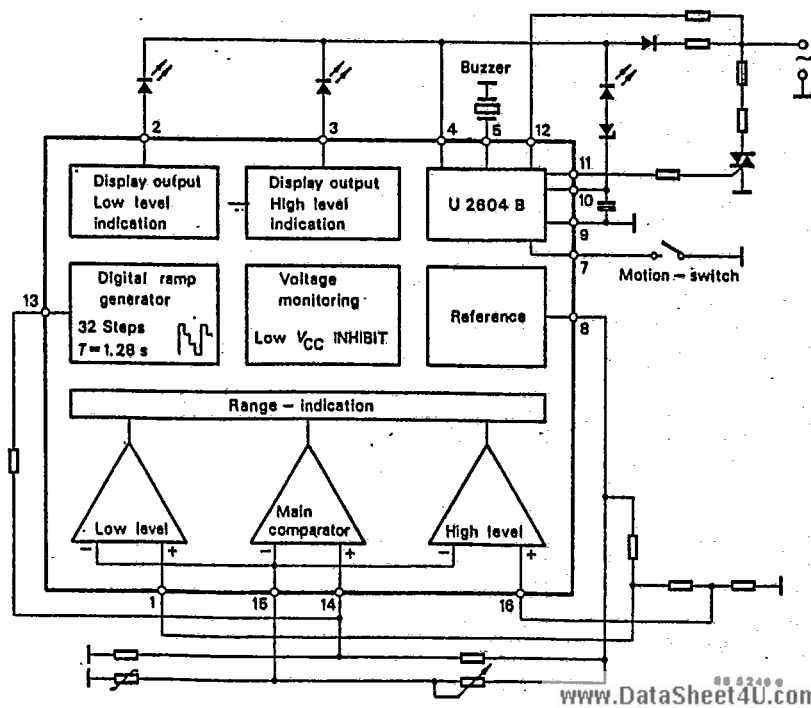 Buzzer
2
3
4
5
12
11
10
9
7
8
13
Display output
Low level
indication
Display output
High level
indication
U 2604 B
Motion – switch
Digital ramp
generator
32 Steps
T = 1.28 s
Voltage
monitoring
Low VCC INHIBIT
Reference
Range – indication
Low level
Main
comparator
High level
– +
– +
– +
1
15
14
16
~
www.DataSheet4U.com